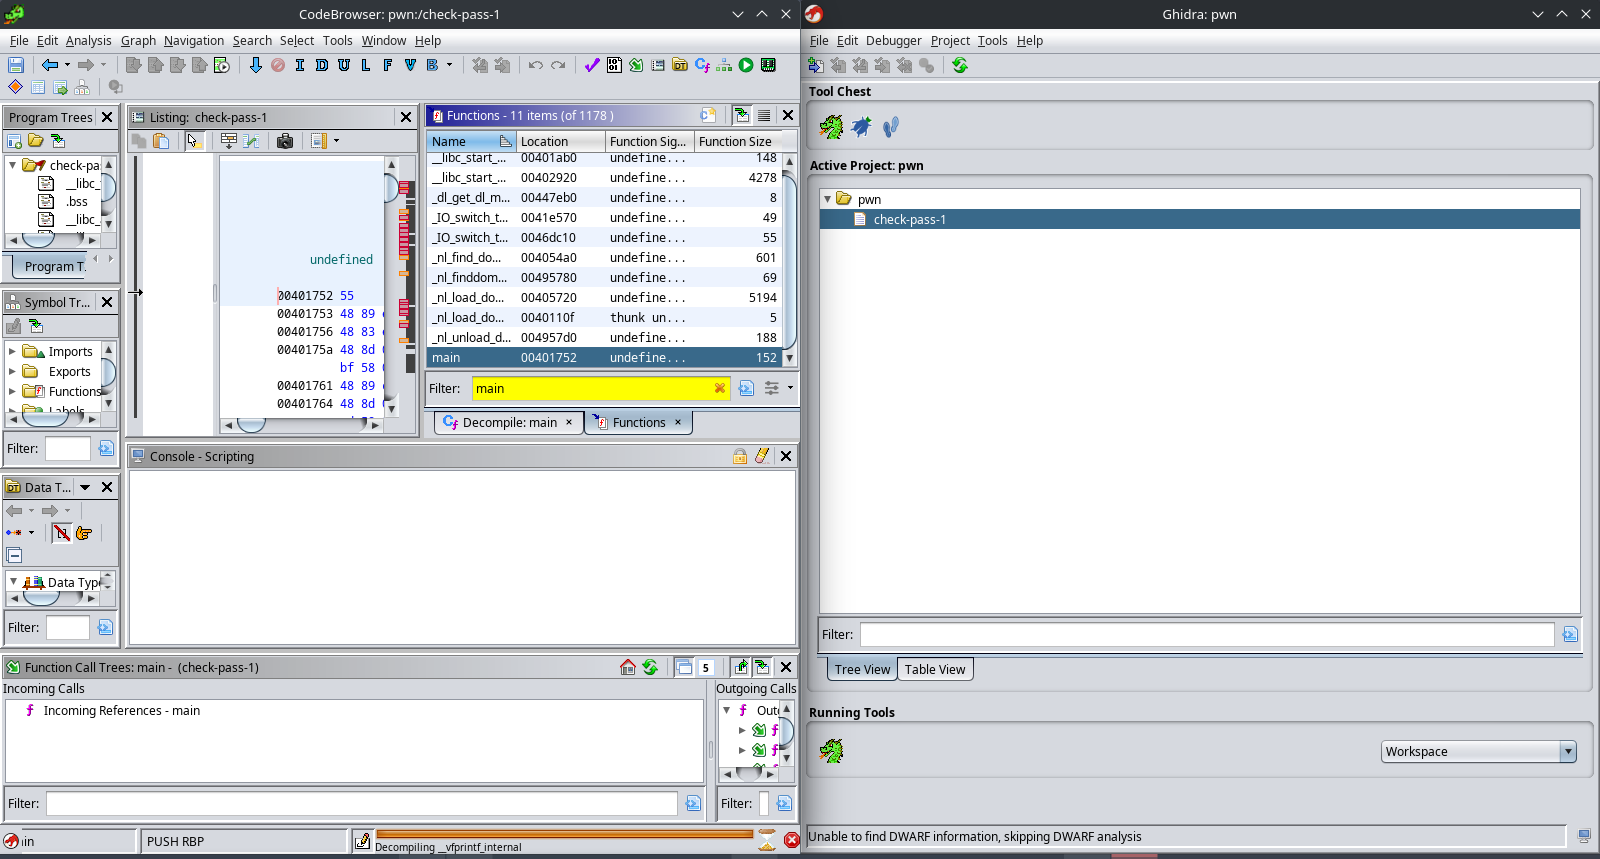 CodeBrowser: pwn:/check-pass-1
File Edit Analysis Graph Navigation Search Select Tools Window Help
I D U L F V B
Program Trees
check-pa
__libc_
.bss
__libc_
Program T.
Symbol Tr...
Imports
Exports
Functions
Labels
Filter:
Data T...
Data Type
Filter:
Listing: check-pass-1
undefined
00401752 55
00401753 48 89
00401756 48 83
0040175a 48 8d
bf 58
00401761 48 89
00401764 48 8d
Functions - 11 items (of 1178 )
Name Location Function Sig... Function Size
__libc_start_... 00401ab0 undefine... 148
__libc_start_... 00402920 undefine... 4278
_dl_get_dl_m... 00447eb0 undefine... 8
_IO_switch_t... 0041e570 undefine... 49
_IO_switch_t... 0046dc10 undefine... 55
_nl_find_do... 004054a0 undefine... 601
_nl_finddom... 00495780 undefine... 69
_nl_load_do... 00405720 undefine... 5194
_nl_load_do... 0040110f thunk un... 5
_nl_unload_d... 004957d0 undefine... 188
main 00401752 undefine... 152
Filter: main
Decompile: main × Functions ×
Console - Scripting
Function Call Trees: main - (check-pass-1)
5
Incoming Calls
Incoming References - main
Filter:
Outgoing Calls
Outg
Filter:
in
PUSH RBP
Decompiling __vfprintf_internal
Ghidra: pwn
File Edit Debugger Project Tools Help
Tool Chest
Active Project: pwn
pwn
check-pass-1
Filter:
Tree View Table View
Running Tools
Workspace
Unable to find DWARF information, skipping DWARF analysis